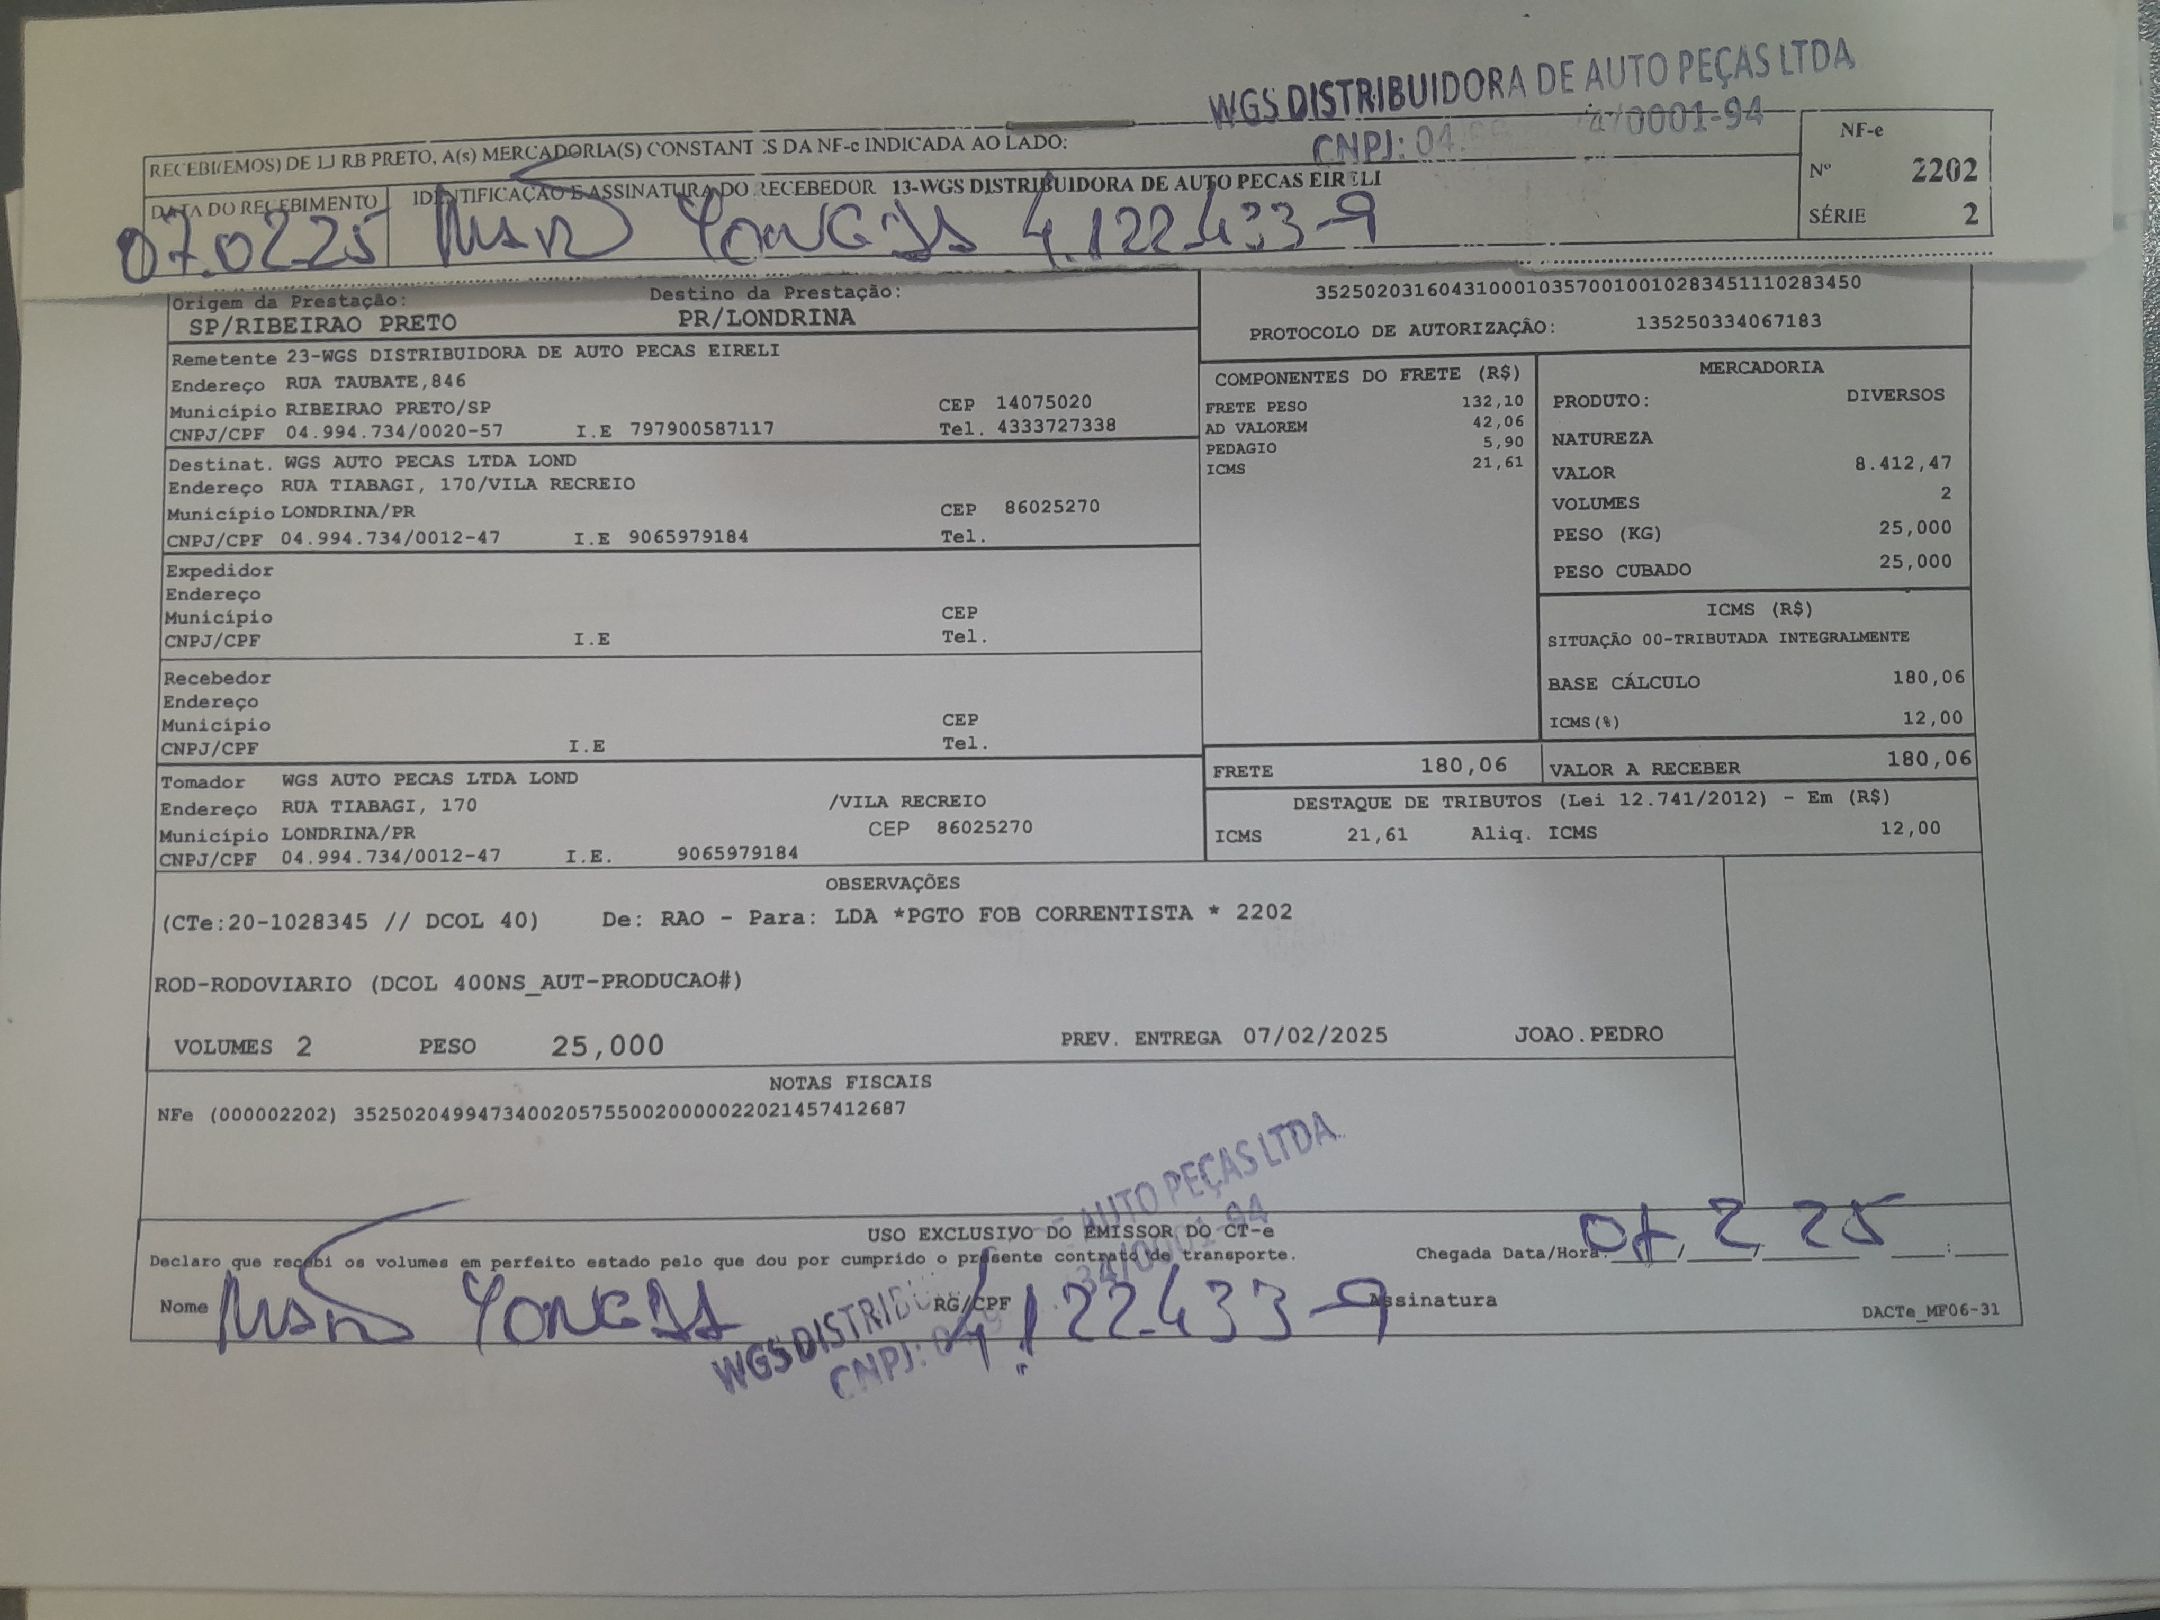 WGS DISTRIBUIDORA DE AUTO PEÇAS LTDA
CNPJ: 04. 4/0001-94
RECEBI(EMOS) DE LJ RB PRETO, A(s) MERCADORIA(S) CONSTANT S DA NF-e INDICADA AO LADO:
NF-e
Nº 2202
SÉRIE 2
DATA DO RECEBIMENTO IDENTIFICAÇÃO E ASSINATURA DO RECEBEDOR 13-WGS DISTRIBUIDORA DE AUTO PECAS EIRELI
07.02.25 4.122.433-9
Origem da Prestação: Destino da Prestação:
SP/RIBEIRAO PRETO PR/LONDRINA
35250203160431000103570010010283451110283450
PROTOCOLO DE AUTORIZAÇÃO: 135250334067183
Remetente 23-WGS DISTRIBUIDORA DE AUTO PECAS EIRELI
Endereço RUA TAUBATE,846
Município RIBEIRAO PRETO/SP CEP 14075020
CNPJ/CPF 04.994.734/0020-57 I.E 797900587117 Tel. 4333727338
Destinat. WGS AUTO PECAS LTDA LOND
Endereço RUA TIABAGI, 170/VILA RECREIO
Município LONDRINA/PR CEP 86025270
CNPJ/CPF 04.994.734/0012-47 I.E 9065979184 Tel.
Expedidor
Endereço
Município CEP
CNPJ/CPF I.E Tel.
Recebedor
Endereço
Município CEP
CNPJ/CPF I.E Tel.
Tomador WGS AUTO PECAS LTDA LOND
Endereço RUA TIABAGI, 170 /VILA RECREIO
Município LONDRINA/PR CEP 86025270
CNPJ/CPF 04.994.734/0012-47 I.E. 9065979184
COMPONENTES DO FRETE (R$)
FRETE PESO 132,10
AD VALOREM 42,06
PEDAGIO 5,90
ICMS 21,61
MERCADORIA
PRODUTO: DIVERSOS
NATUREZA
VALOR 8.412,47
VOLUMES 2
PESO (KG) 25,000
PESO CUBADO 25,000
ICMS (R$)
SITUAÇÃO 00-TRIBUTADA INTEGRALMENTE
BASE CÁLCULO 180,06
ICMS(%) 12,00
FRETE 180,06 VALOR A RECEBER 180,06
DESTAQUE DE TRIBUTOS (Lei 12.741/2012) - Em (R$)
ICMS 21,61 Aliq. ICMS 12,00
OBSERVAÇÕES
(CTe:20-1028345 // DCOL 40) De: RAO - Para: LDA *PGTO FOB CORRENTISTA * 2202
ROD-RODOVIARIO (DCOL 400NS_AUT-PRODUCAO#)
VOLUMES 2 PESO 25,000 PREV. ENTREGA 07/02/2025 JOAO.PEDRO
NOTAS FISCAIS
NFe (000002202) 35250204994734002057550020000022021457412687
USO EXCLUSIVO DO EMISSOR DO CT-e
Declaro que recebi os volumes em perfeito estado pelo que dou por cumprido o presente contrato de transporte. Chegada Data/Hora: 07 / 2 / 25 :
Nome RG/CPF 4.122.433-9 Assinatura
DACTe_MF06-31
WGS DISTRIB AUTO PEÇAS LTDA
CNPJ: 34/0001-94